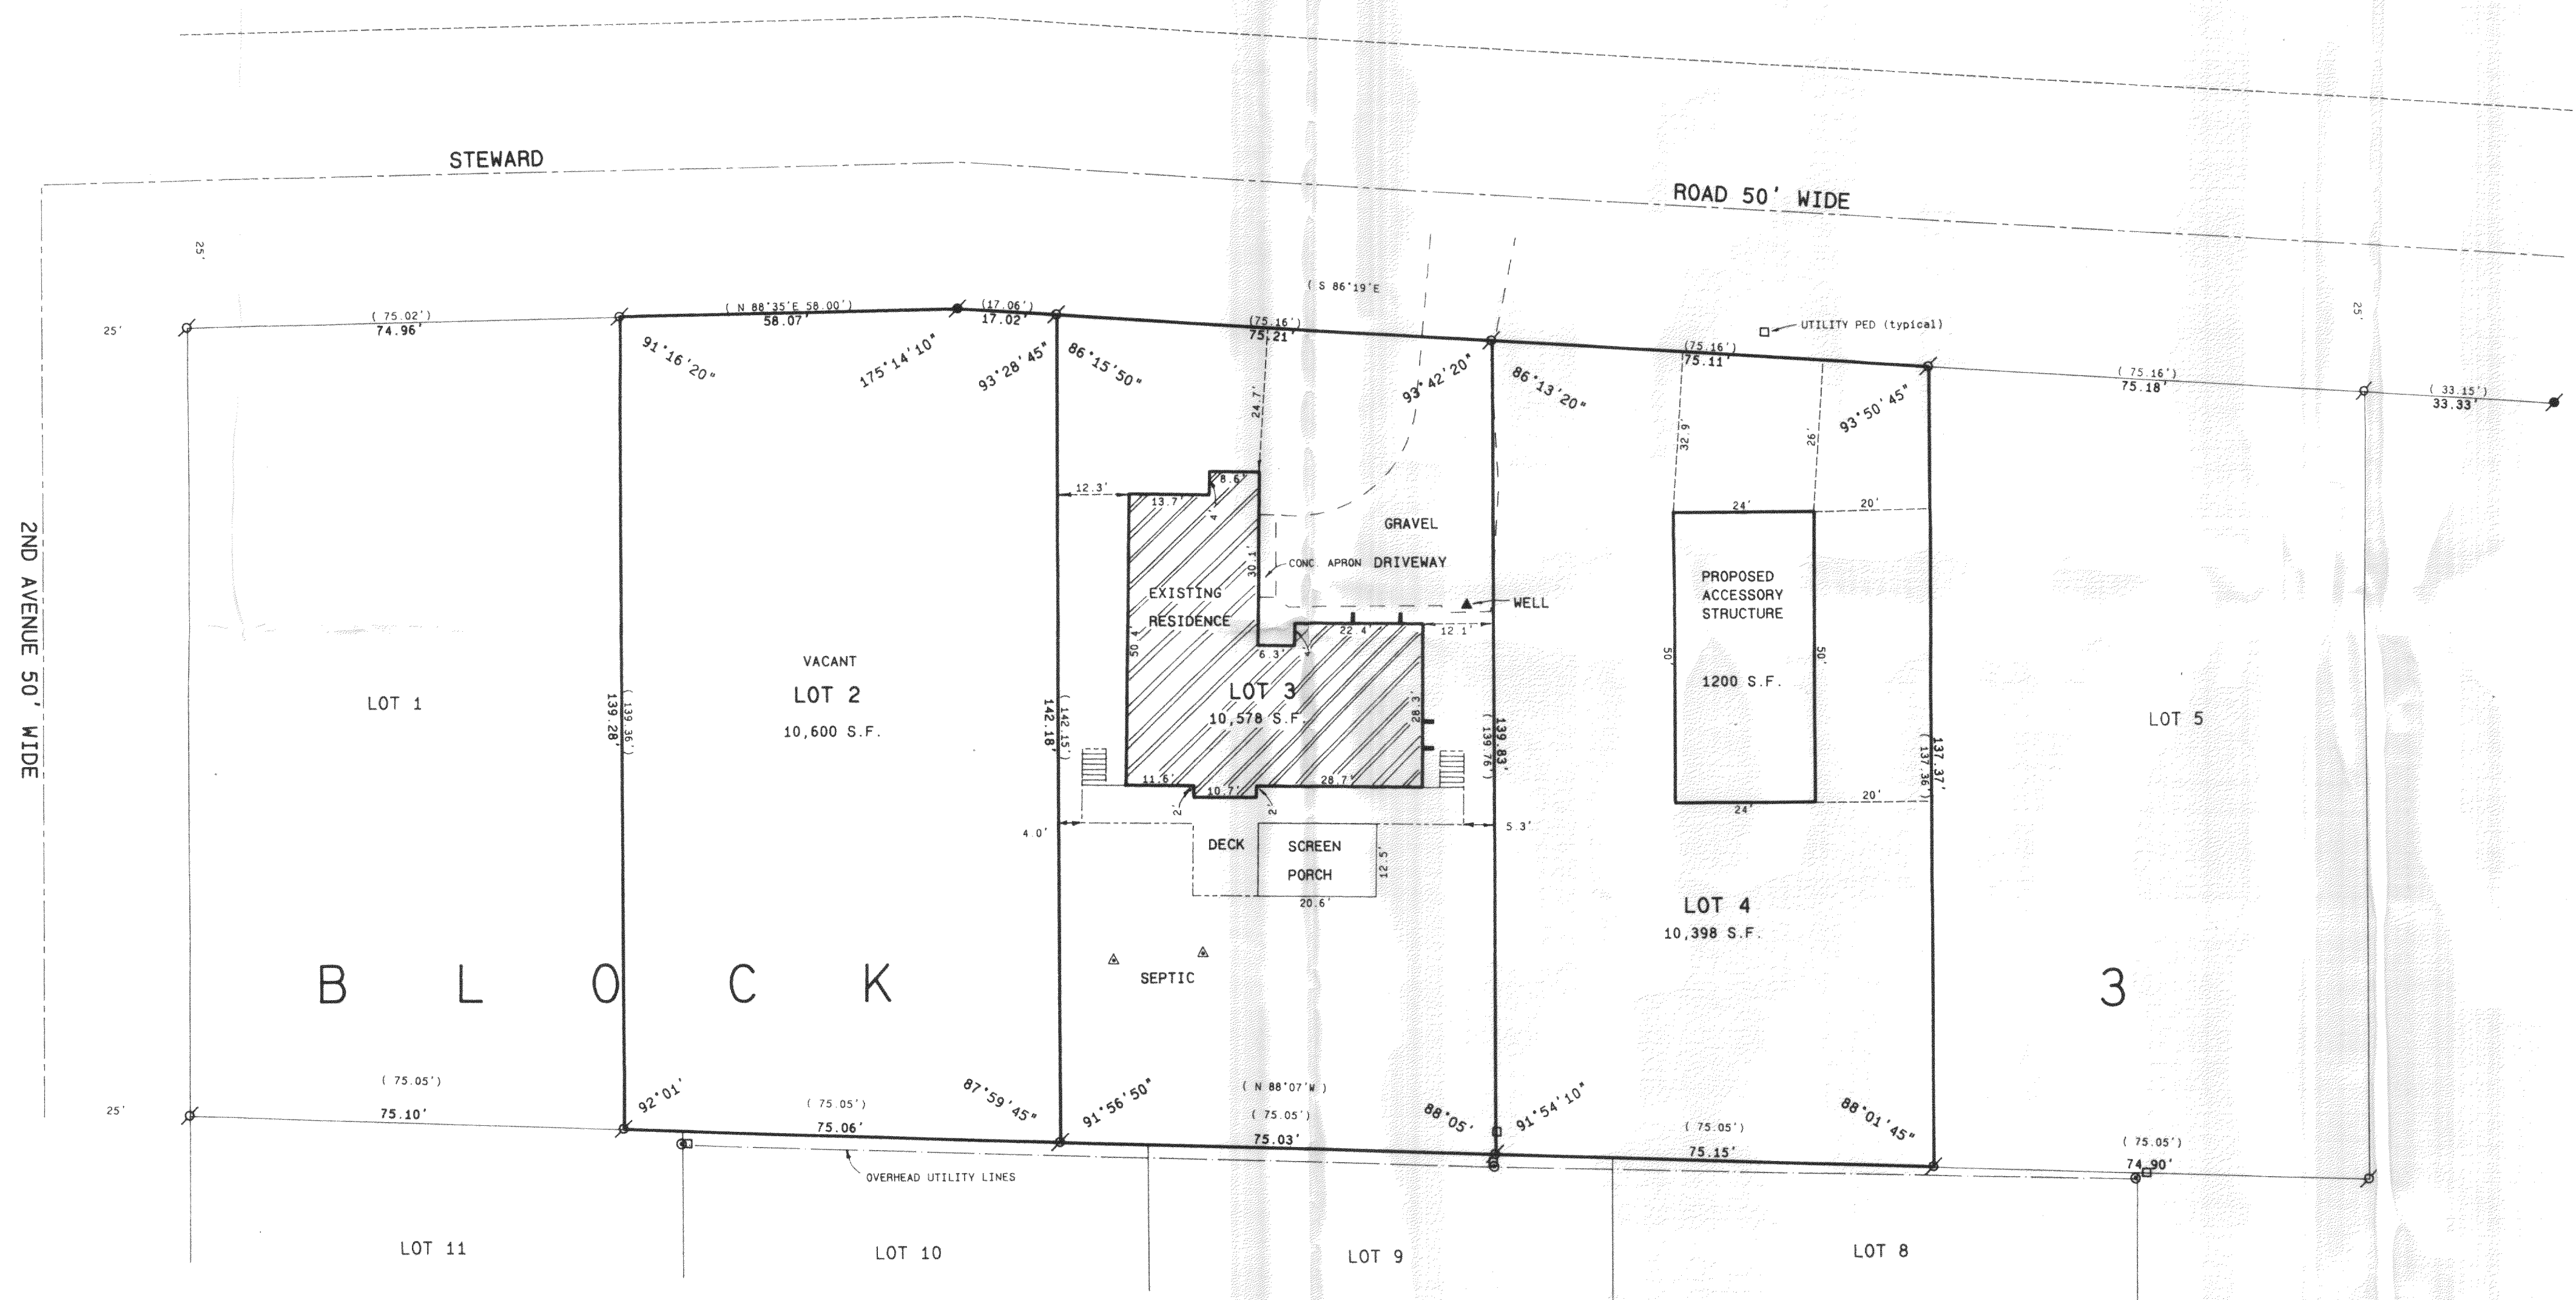 STEWARD
ROAD 50' WIDE
25'
25'
25'
25'
2ND AVENUE 50' WIDE
( 75.02')
74.96'
( N 88°35'E 58.00')
58.07'
(17.06')
17.02'
( S 86°19'E
(75.16')
75.21'
(75.16')
75.11'
UTILITY PED (typical)
( 75.16')
75.18'
( 33.15')
33.33'
91°16'20"
175°14'10"
93°28'45"
86°15'50"
93°42'20"
86°13'20"
93°50'45"
24.7'
32.9'
26'
12.3'
13.7'
8.6'
4'
30.1'
GRAVEL
CONC. APRON DRIVEWAY
WELL
EXISTING
RESIDENCE
50.4'
6.3'
4'
22.4'
12.1'
28.3'
24'
20'
50'
50'
PROPOSED
ACCESSORY
STRUCTURE
1200 S.F.
24'
20'
LOT 1
VACANT
LOT 2
10,600 S.F.
LOT 3
10,578 S.F.
LOT 4
10,398 S.F.
LOT 5
( 139.36')
139.28'
( 142.15')
142.18'
139.83'
( 139.76 )
137.37'
( 137.36')
11.6'
10.7'
28.7'
2'
2'
4.0'
5.3'
DECK
SCREEN
PORCH
12.5'
20.6'
SEPTIC
BLOCK 3
( 75.05')
75.10'
92°01'
( 75.05')
75.06'
87°59'45"
91°56'50"
( N 88°07'W )
( 75.05')
75.03'
88°05'
91°54'10"
( 75.05')
75.15'
88°01'45"
( 75.05')
74.90'
OVERHEAD UTILITY LINES
LOT 11
LOT 10
LOT 9
LOT 8